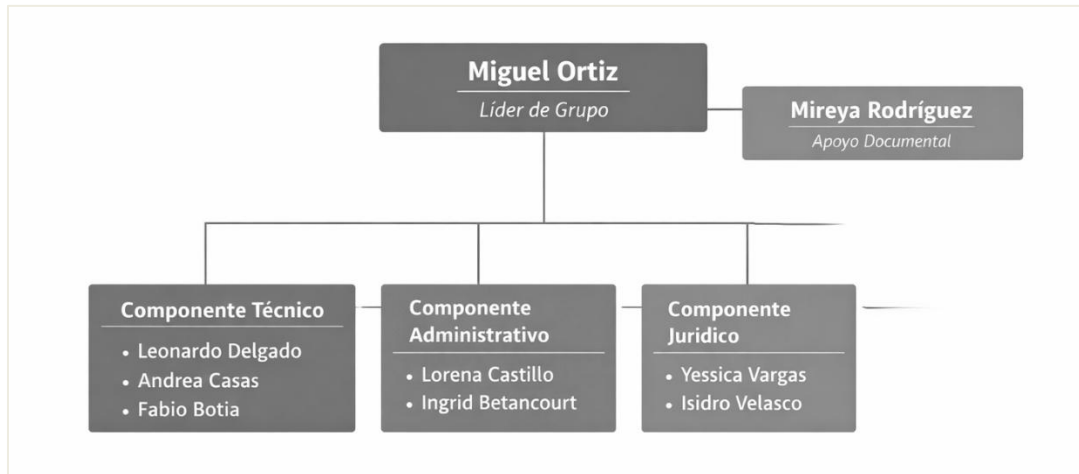 Miguel Ortiz
Líder de Grupo
Mireya Rodríguez
Apoyo Documental
Componente Técnico
• Leonardo Delgado
• Andrea Casas
• Fabio Botia
Componente
Administrativo
• Lorena Castillo
• Ingrid Betancourt
Componente
Jurídico
• Yessica Vargas
• Isidro Velasco